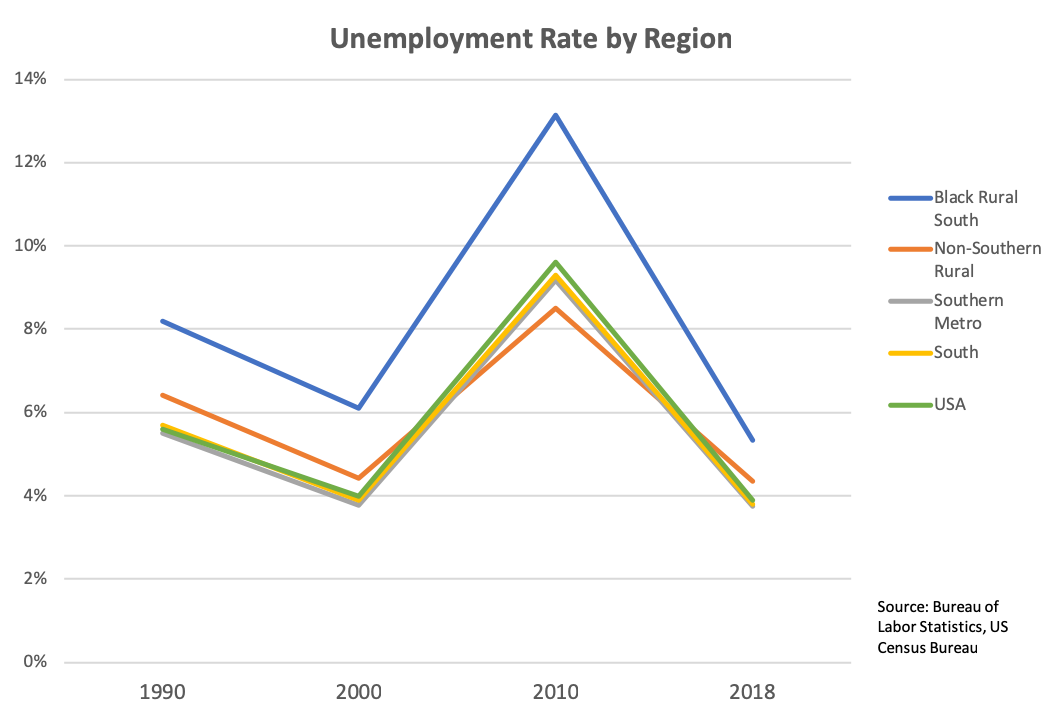 Unemployment Rate by Region
14%
12%
10%
8%
6%
4%
2%
0%
1990 2000 2010 2018
Black Rural
South
Non-Southern
Rural
Southern
Metro
South
USA
Source: Bureau of
Labor Statistics, US
Census Bureau